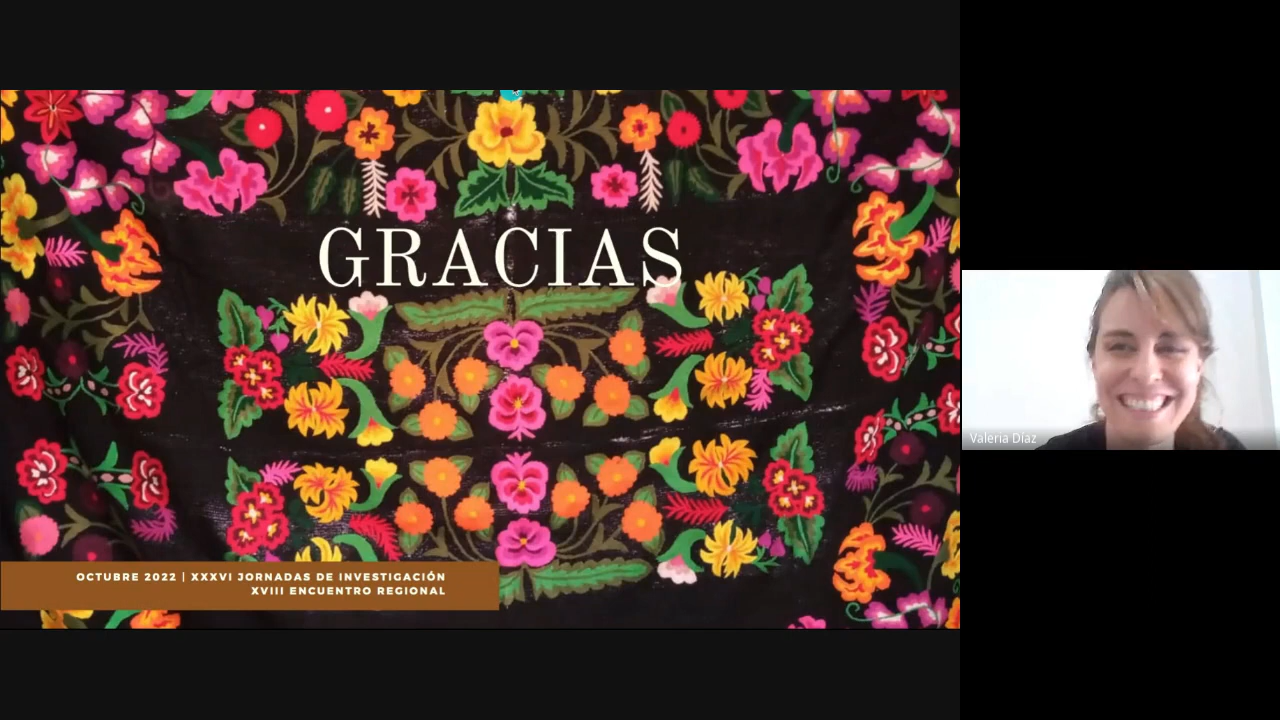 GRACIAS
OCTUBRE 2022 | XXXVI JORNADAS DE INVESTIGACIÓN
XVIII ENCUENTRO REGIONAL
Valeria Díaz